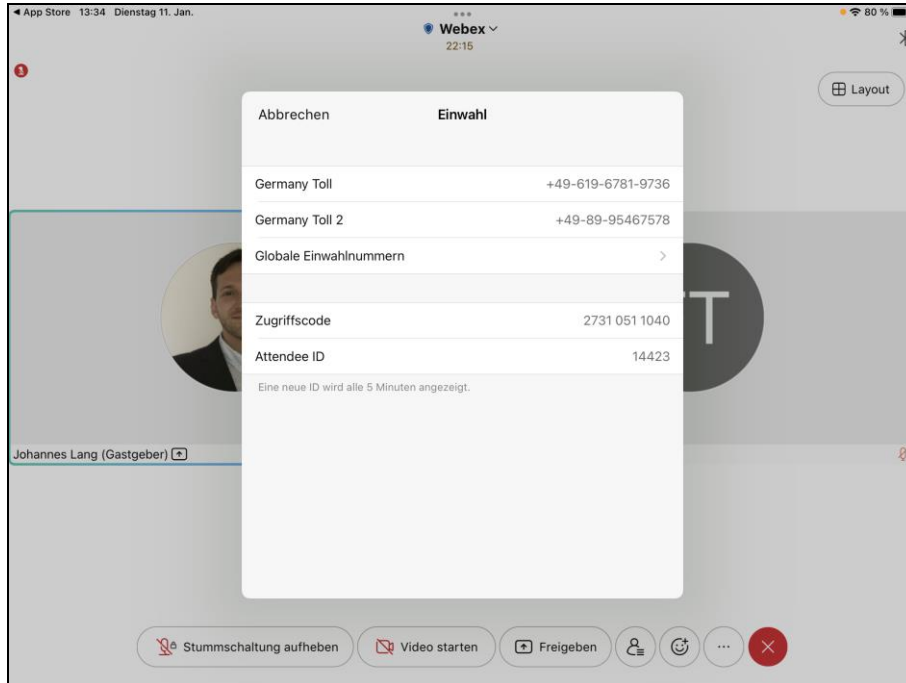 App Store 13:34 Dienstag 11. Jan.
80 %
Webex
22:15
1
Layout
Abbrechen Einwahl
Germany Toll +49-619-6781-9736
Germany Toll 2 +49-89-95467578
Globale Einwahlnummern
Zugriffscode 2731 051 1040
Attendee ID 14423
Eine neue ID wird alle 5 Minuten angezeigt.
T
Johannes Lang (Gastgeber)
Stummschaltung aufheben Video starten Freigeben